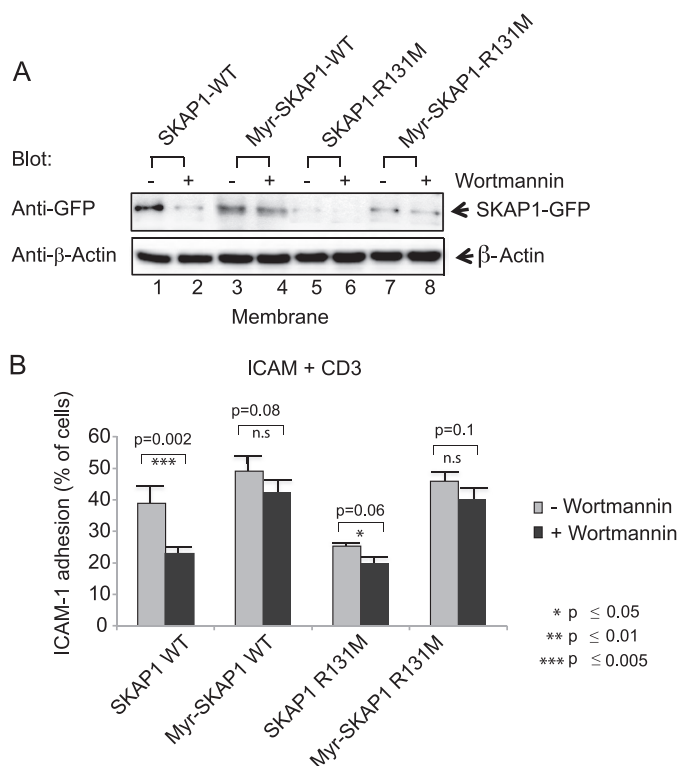 A
SKAP1-WT
Myr-SKAP1-WT
SKAP1-R131M
Myr-SKAP1-R131M
Blot:
- + - + - + - + Wortmannin
Anti-GFP SKAP1-GFP
Anti-β-Actin β-Actin
1 2 3 4 5 6 7 8
Membrane
B
ICAM + CD3
ICAM-1 adhesion (% of cells)
60
50
40
30
20
10
0
p=0.002
***
p=0.08
n.s
p=0.06
*
p=0.1
n.s
SKAP1 WT
Myr-SKAP1 WT
SKAP1 R131M
Myr-SKAP1 R131M
- Wortmannin
+ Wortmannin
* p ≤ 0.05
** p ≤ 0.01
*** p ≤ 0.005